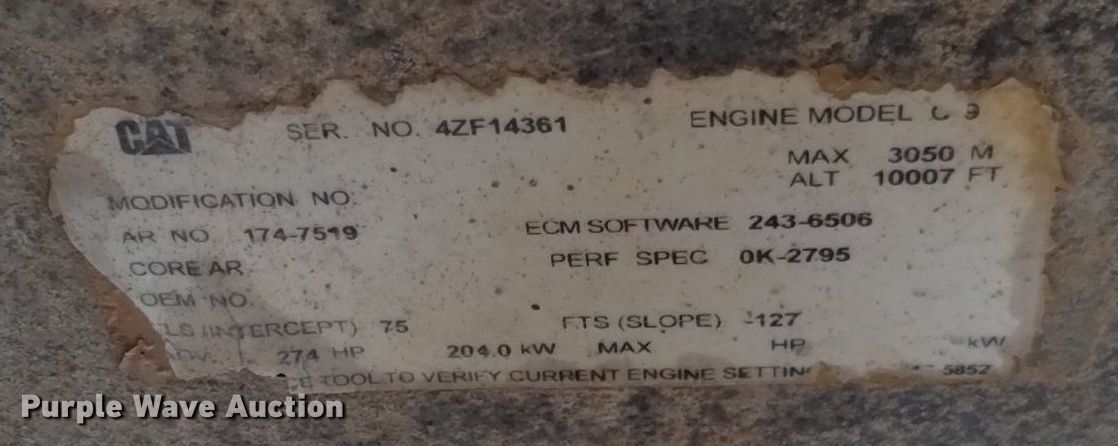 CAT SER. NO. 4ZF14361 ENGINE MODEL C 9
MAX 3050 M
ALT 10007 FT
MODIFICATION NO.
AR NO. 174-7519 ECM SOFTWARE 243-6506
CORE AR PERF SPEC 0K-2795
OEM NO.
(INTERCEPT) 75 FTS (SLOPE) -127
274 HP 204.0 kW MAX HP kW
TOOL TO VERIFY CURRENT ENGINE 5852
Purple Wave Auction